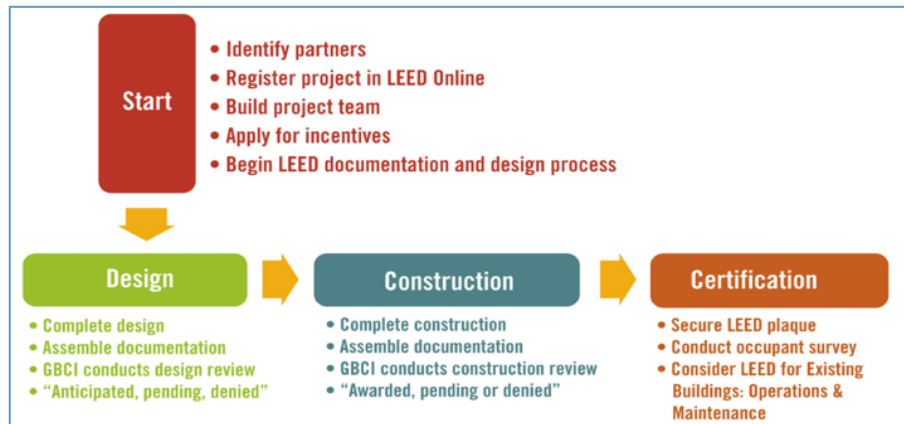 Start
• Identify partners
• Register project in LEED Online
• Build project team
• Apply for incentives
• Begin LEED documentation and design process
Design
• Complete design
• Assemble documentation
• GBCI conducts design review
• “Anticipated, pending, denied”
Construction
• Complete construction
• Assemble documentation
• GBCI conducts construction review
• “Awarded, pending or denied”
Certification
• Secure LEED plaque
• Conduct occupant survey
• Consider LEED for Existing
Buildings: Operations &
Maintenance